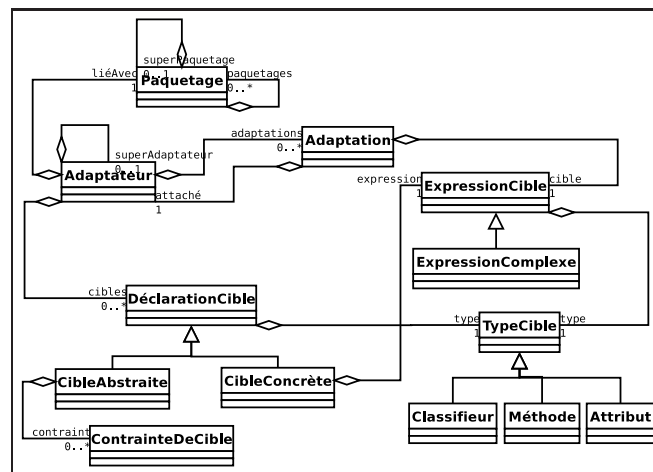 superPaquetage
liéAvec 0..1 paquetages
Paquetage
1 0..*
adaptations Adaptation
0..*
superAdaptateur
0..1
Adaptateur
attaché
1
expression ExpressionCible cible
1 1
ExpressionComplexe
cibles DéclarationCible
0..*
type TypeCible type
1 1
CibleAbstraite CibleConcrète
Classifieur Méthode Attribut
contraint ContrainteDeCible
0..*